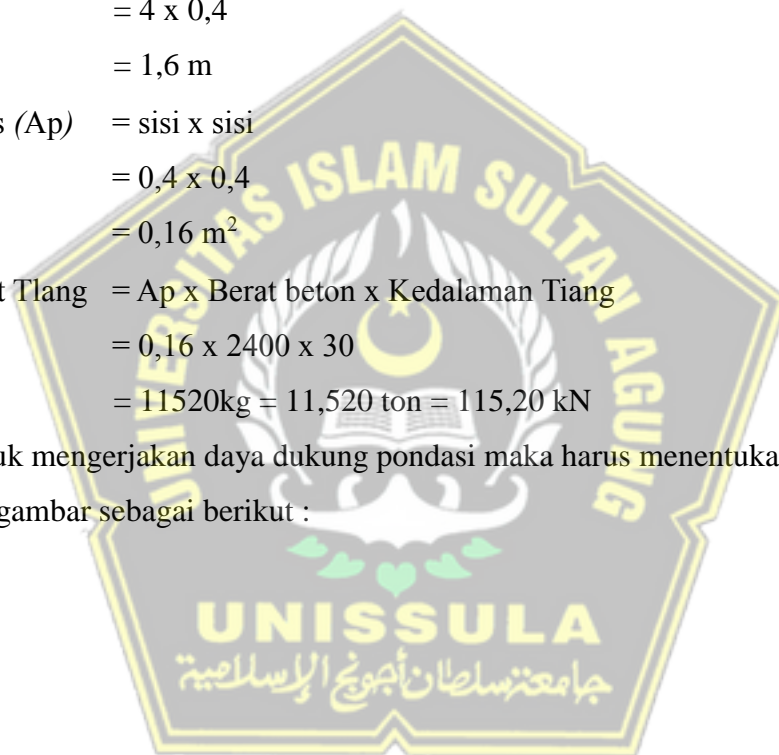 = 4 x 0,4
= 1,6 m
s (Ap) = sisi x sisi
= 0,4 x 0,4
= 0,16 m²
t Tlang = Ap x Berat beton x Kedalaman Tiang
= 0,16 x 2400 x 30
= 11520kg = 11,520 ton = 115,20 kN
uk mengerjakan daya dukung pondasi maka harus menentuka
gambar sebagai berikut :
UNIVERSITAS ISLAM SULTAN AGUNG
UNISSULA
جامعتنسلطان أجونج الإسلامية